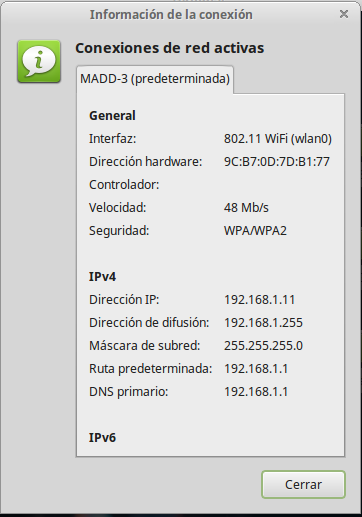 Información de la conexión
Conexiones de red activas
MADD-3 (predeterminada)
General
Interfaz: 802.11 WiFi (wlan0)
Dirección hardware: 9C:B7:0D:7D:B1:77
Controlador:
Velocidad: 48 Mb/s
Seguridad: WPA/WPA2
IPv4
Dirección IP: 192.168.1.11
Dirección de difusión: 192.168.1.255
Máscara de subred: 255.255.255.0
Ruta predeterminada: 192.168.1.1
DNS primario: 192.168.1.1
IPv6
Cerrar